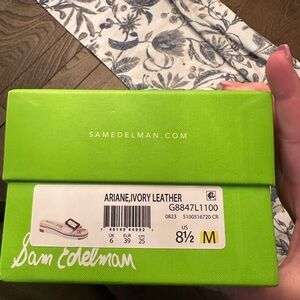 SAMEDELMAN.COM
ARIANE,IVORY LEATHER
G8847L1100
0823 5100516720 CR
UK EUR cm US
6 39 25 8½ M
Sam Edelman